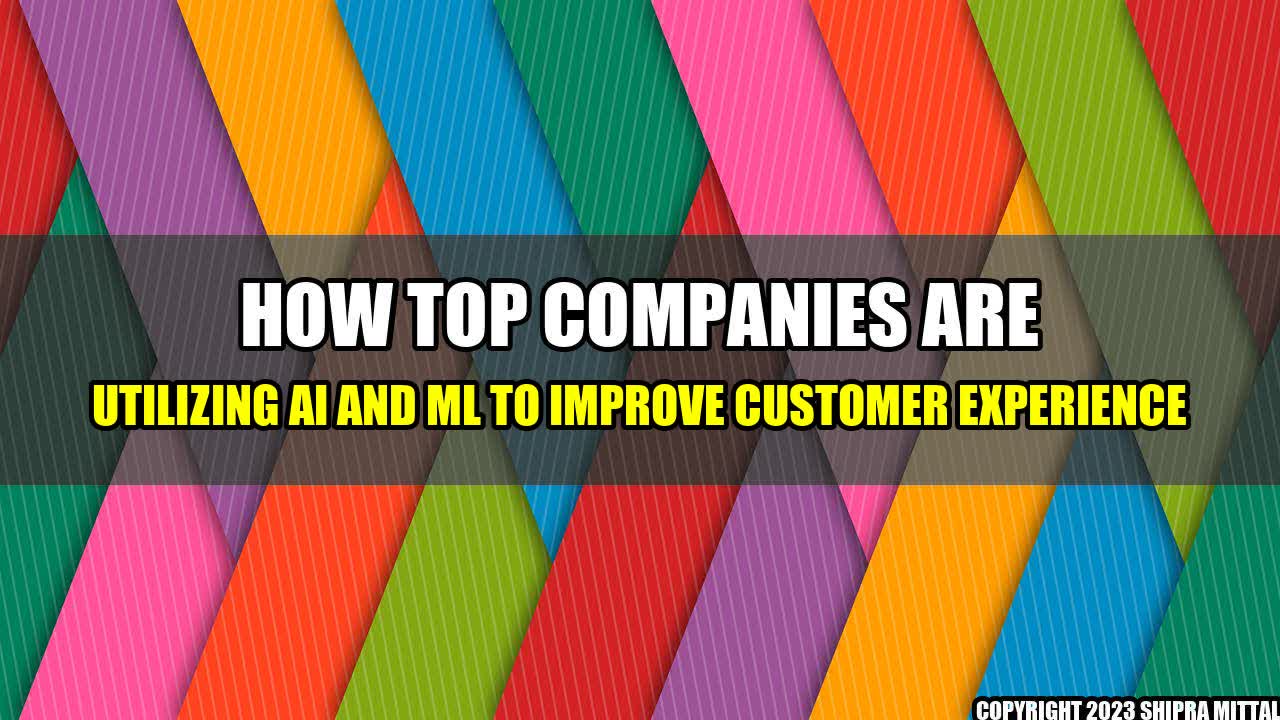 HOW TOP COMPANIES ARE
UTILIZING AI AND ML TO IMPROVE CUSTOMER EXPERIENCE
COPYRIGHT 2023 SHIPRA MITTAL